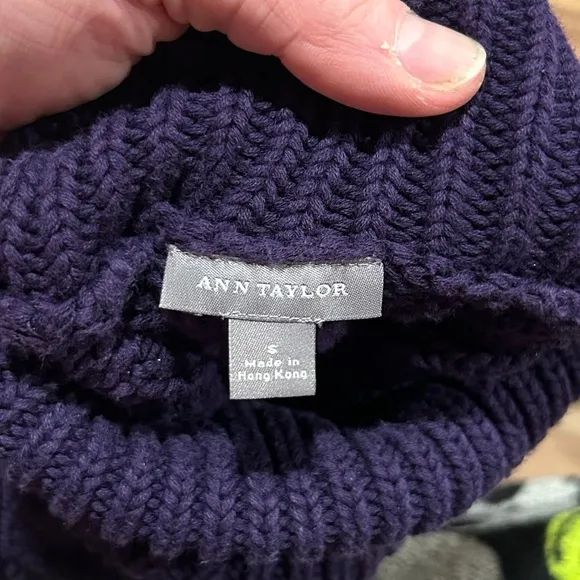 ANN TAYLOR
S
Made in
Hong Kong